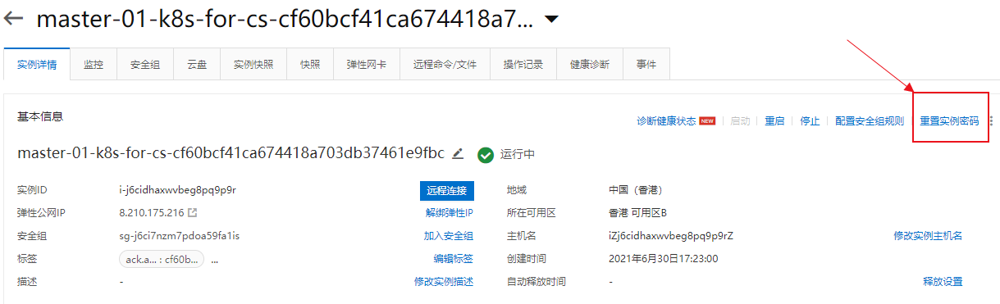 master-01-k8s-for-cs-cf60bcf41ca674418a7...
实例详情 监控 安全组 云盘 实例快照 快照 弹性网卡 远程命令/文件 操作记录 健康诊断 事件
基本信息 诊断健康状态 NEW 启动 重启 停止 配置安全组规则 重置实例密码
master-01-k8s-for-cs-cf60bcf41ca674418a703db37461e9fbc 运行中
实例ID i-j6cidhaxwvbeg8pq9p9r 远程连接 地域 中国（香港）
弹性公网IP 8.210.175.216 解绑弹性IP 所在可用区 香港 可用区B
安全组 sg-j6ci7nzm7pdoa59fa1is 加入安全组 主机名 iZj6cidhaxwvbeg8pq9p9rZ 修改实例主机名
标签 ack.a... : cf60b... ... 编辑标签 创建时间 2021年6月30日17:23:00
描述 - 修改实例描述 自动释放时间 - 释放设置